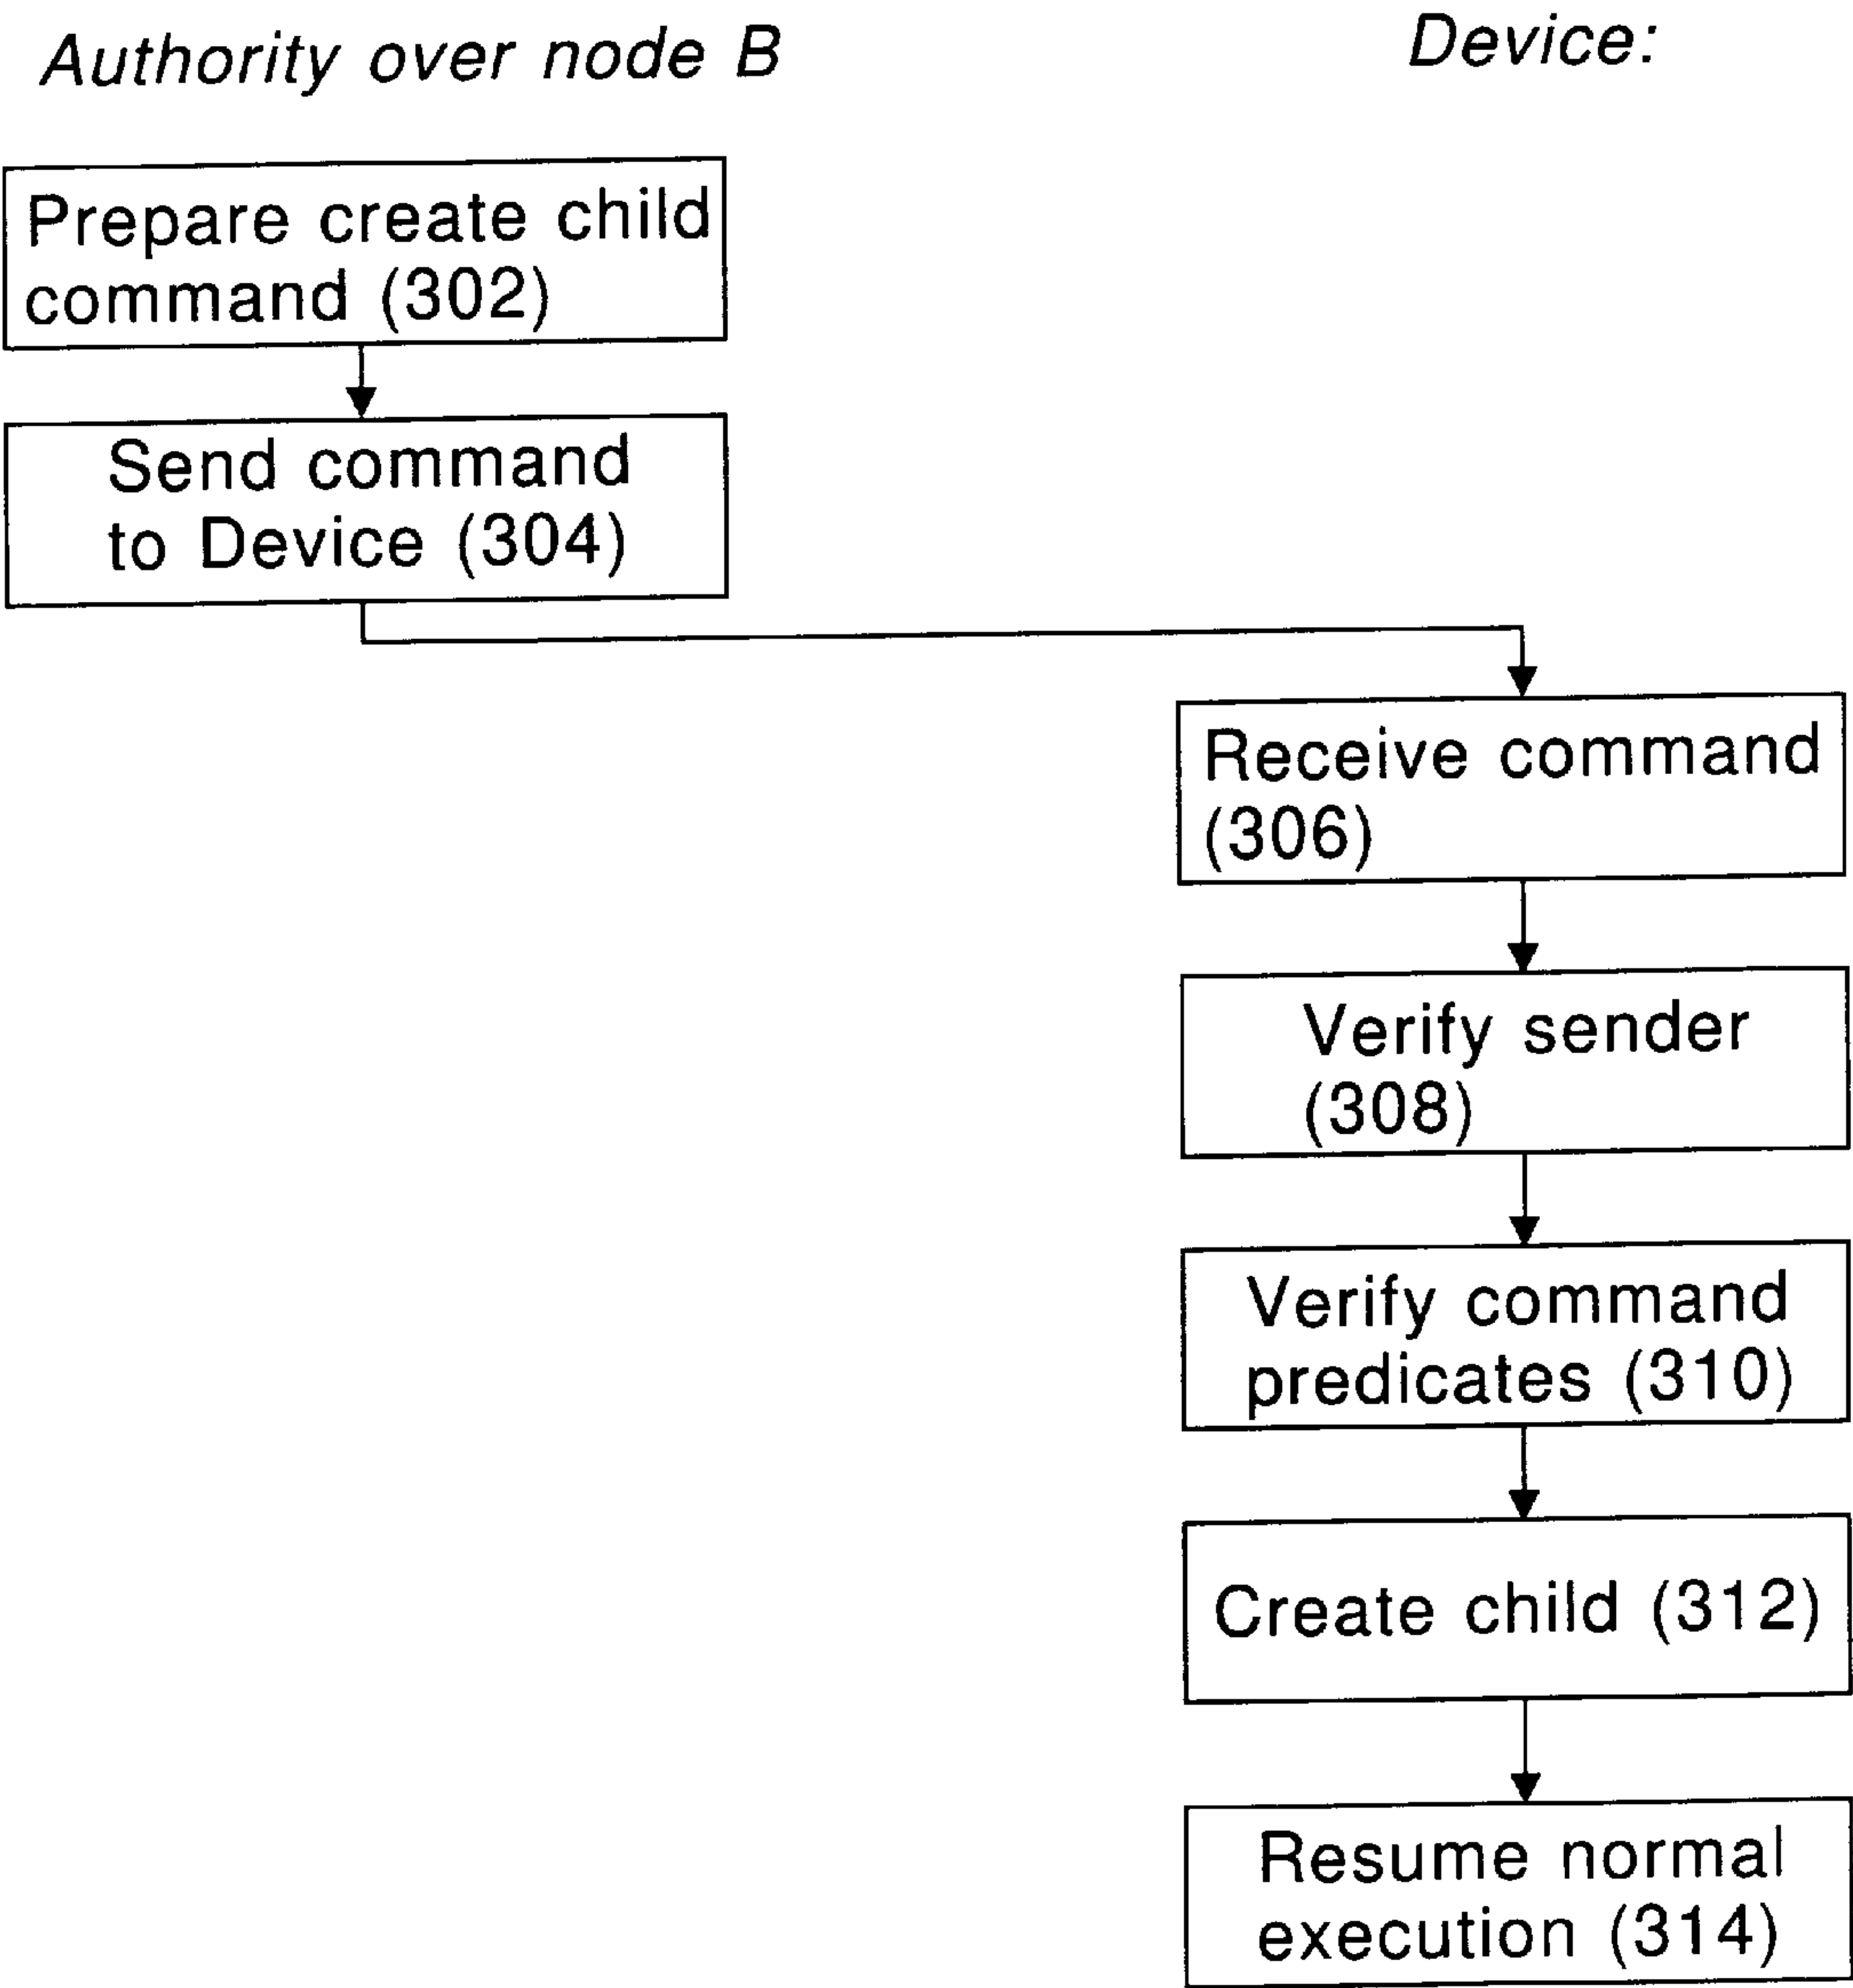 Authority over node B
Device:
Prepare create child
command (302)
Send command
to Device (304)
Receive command
(306)
Verify sender
(308)
Verify command
predicates (310)
Create child (312)
Resume normal
execution (314)